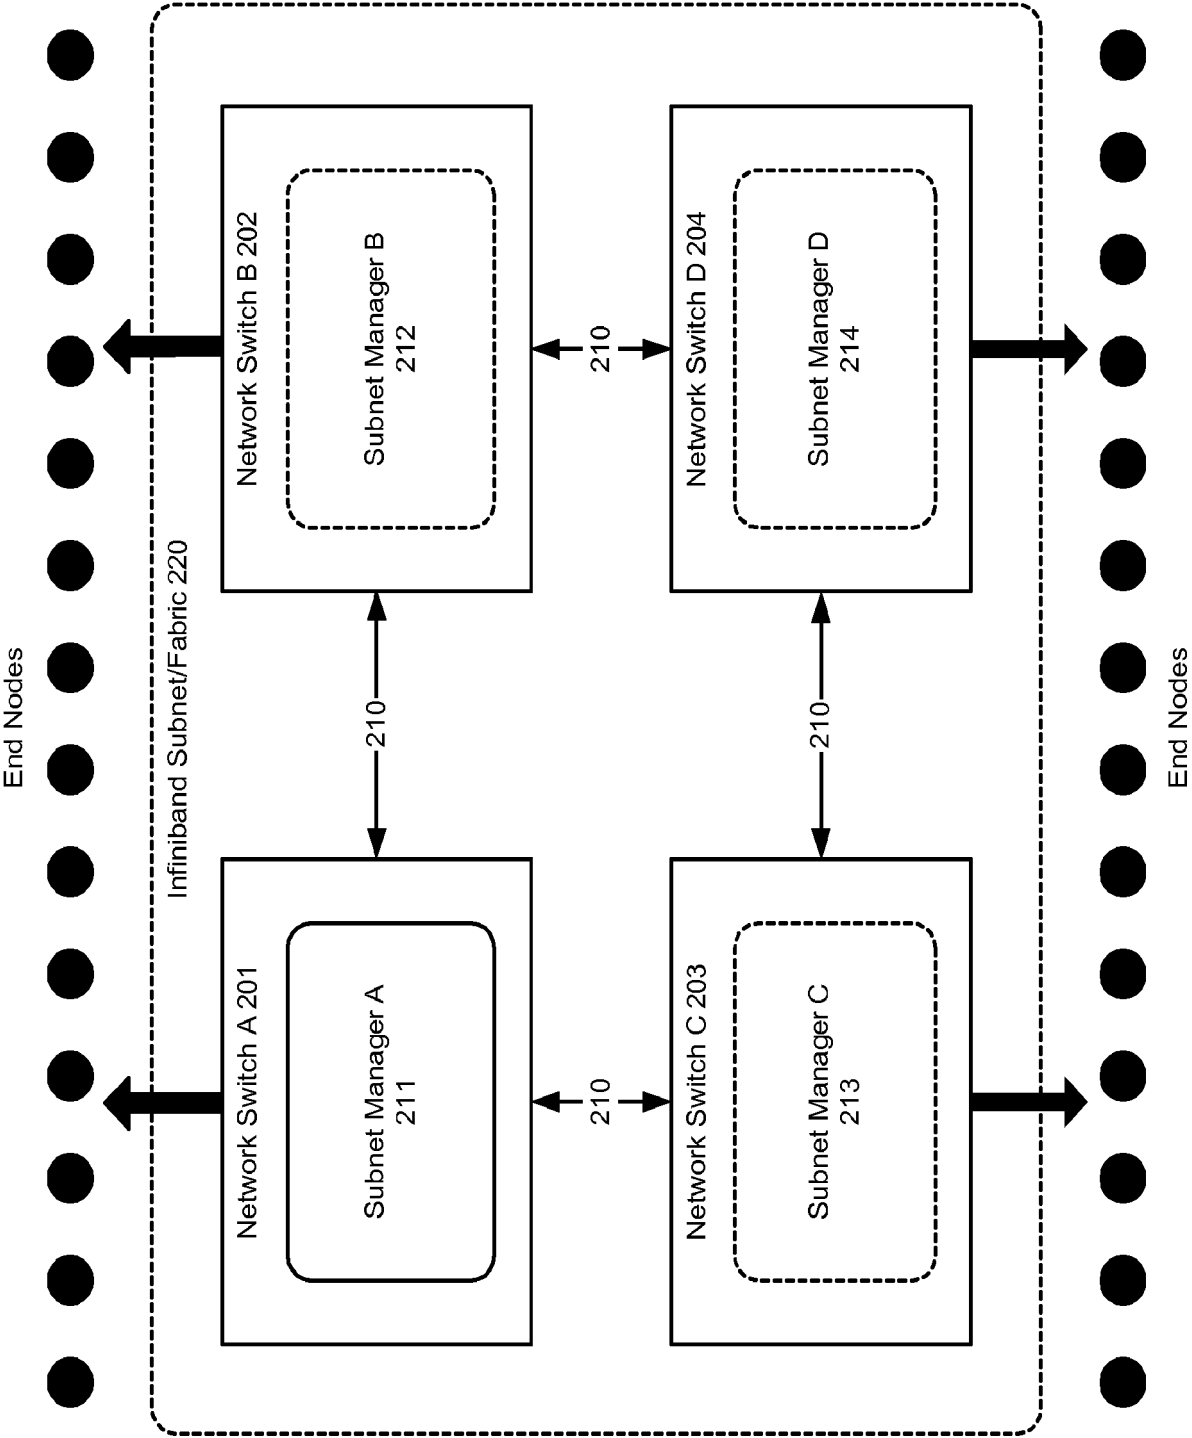 End Nodes
Infiniband Subnet/Fabric 220
Network Switch A 201
Subnet Manager A
211
210
Network Switch B 202
Subnet Manager B
212
210
210
Network Switch C 203
Subnet Manager C
213
210
Network Switch D 204
Subnet Manager D
214
End Nodes